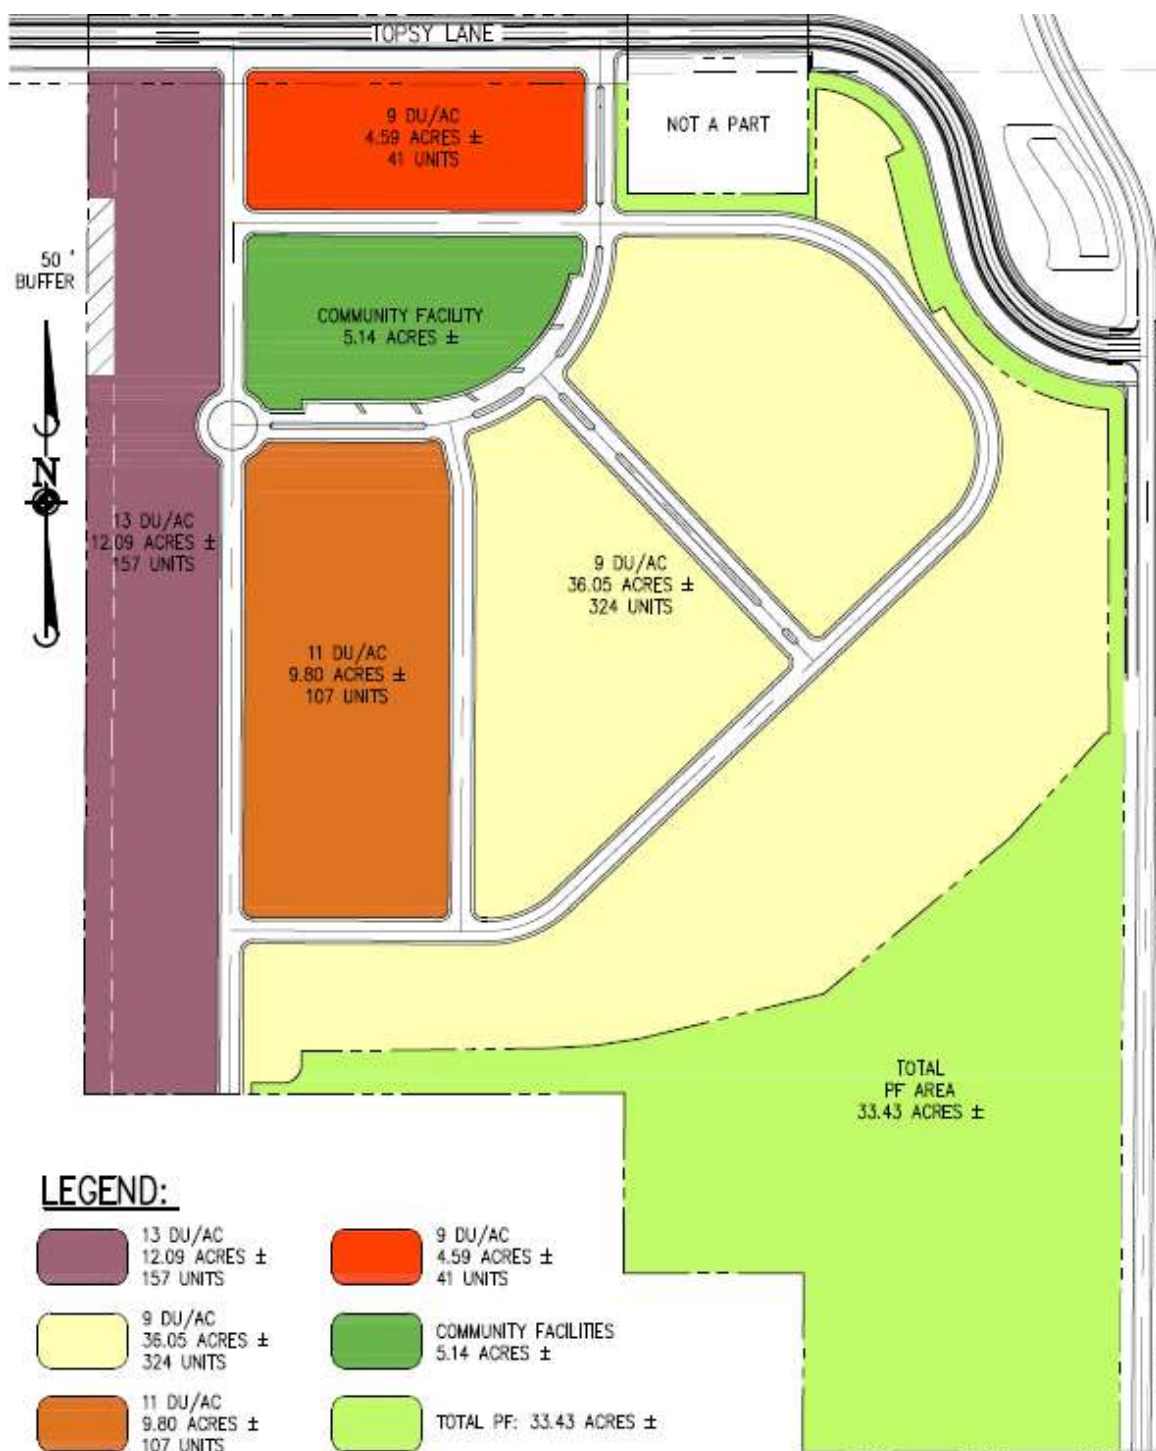 TOPSY LANE
9 DU/AC
4.59 ACRES ±
41 UNITS
NOT A PART
50 '
BUFFER
COMMUNITY FACILITY
5.14 ACRES ±
N
13 DU/AC
12.09 ACRES ±
157 UNITS
9 DU/AC
36.05 ACRES ±
324 UNITS
11 DU/AC
9.80 ACRES ±
107 UNITS
TOTAL
PF AREA
33.43 ACRES ±
LEGEND:
13 DU/AC
12.09 ACRES ±
157 UNITS
9 DU/AC
36.05 ACRES ±
324 UNITS
11 DU/AC
9.80 ACRES ±
107 UNITS
9 DU/AC
4.59 ACRES ±
41 UNITS
COMMUNITY FACILITIES
5.14 ACRES ±
TOTAL PF: 33.43 ACRES ±